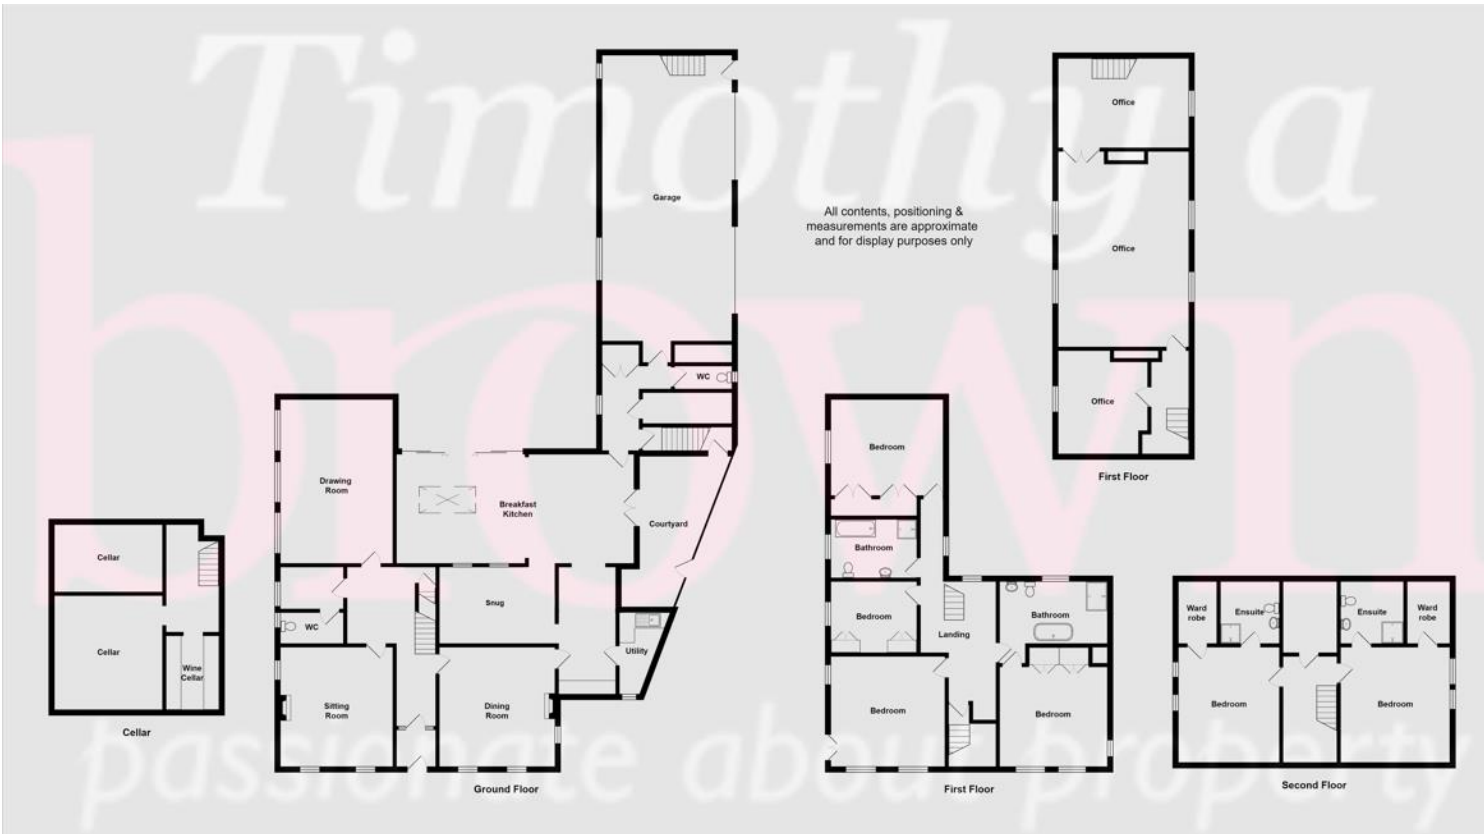 Timothy a
brown
passionate about property
All contents, positioning &
measurements are approximate
and for display purposes only
Garage
WC
Drawing
Room
Breakfast
Kitchen
Courtyard
Snug
WC
Utility
Sitting
Room
Dining
Room
Ground Floor
Cellar
Cellar
Wine
Cellar
Cellar
Office
Office
Office
First Floor
Bedroom
Bathroom
Bedroom
Landing
Bathroom
Bedroom
Bedroom
First Floor
Ward
robe
Ensuite
Ensuite
Ward
robe
Bedroom
Bedroom
Second Floor